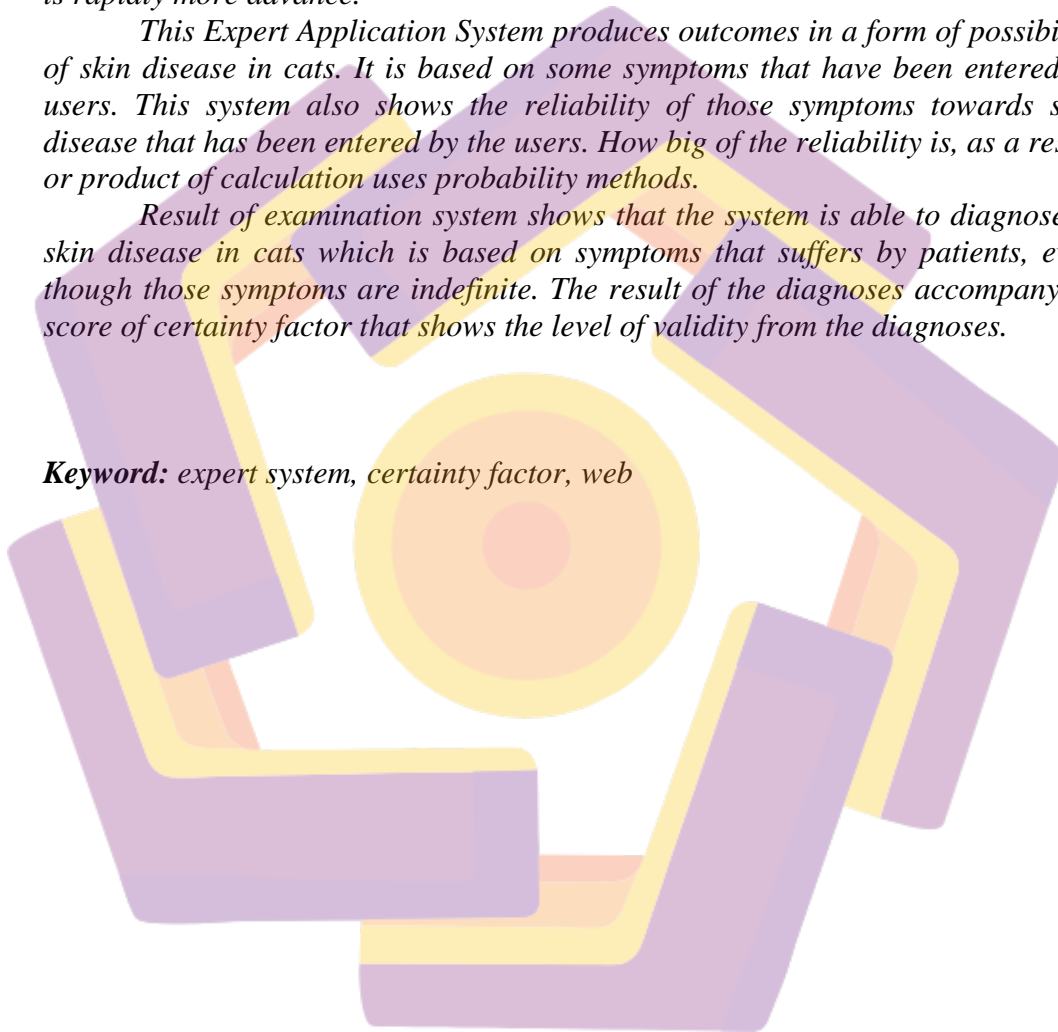 is rapidly more advance.
This Expert Application System produces outcomes in a form of possibi
of skin disease in cats. It is based on some symptoms that have been entered
users. This system also shows the reliability of those symptoms towards s
disease that has been entered by the users. How big of the reliability is, as a re
or product of calculation uses probability methods.
Result of examination system shows that the system is able to diagnose
skin disease in cats which is based on symptoms that suffers by patients, e
though those symptoms are indefinite. The result of the diagnoses accompany
score of certainty factor that shows the level of validity from the diagnoses.
Keyword: expert system, certainty factor, web